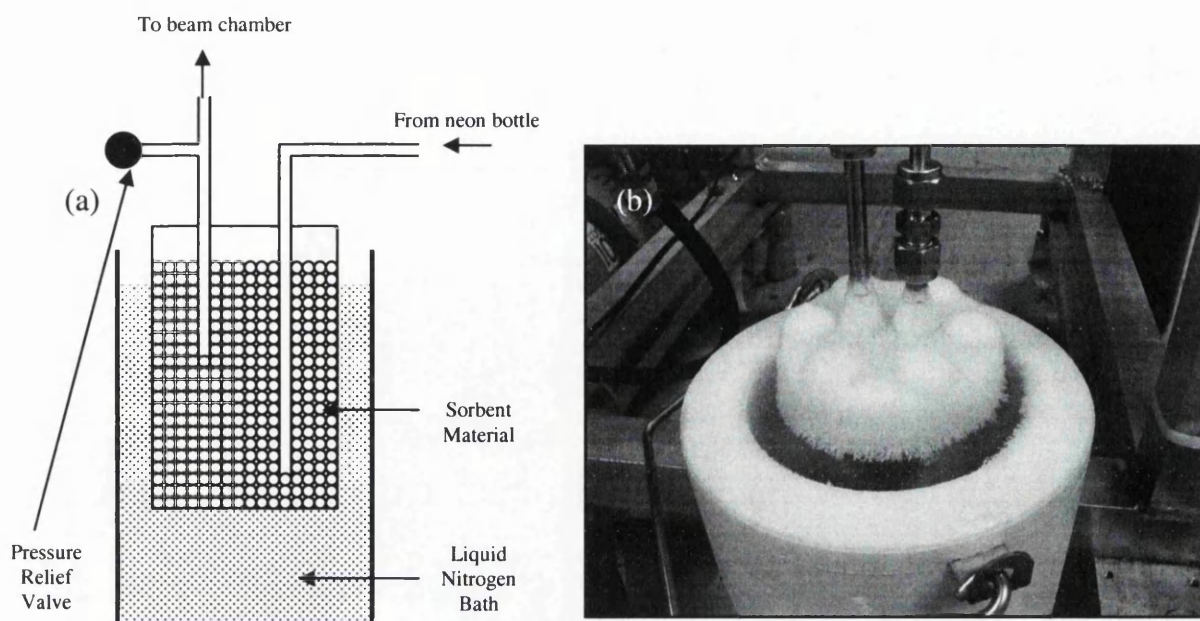 To beam chamber
From neon bottle
(a)
(b)
Sorbent
Material
Pressure
Relief
Valve
Liquid
Nitrogen
Bath